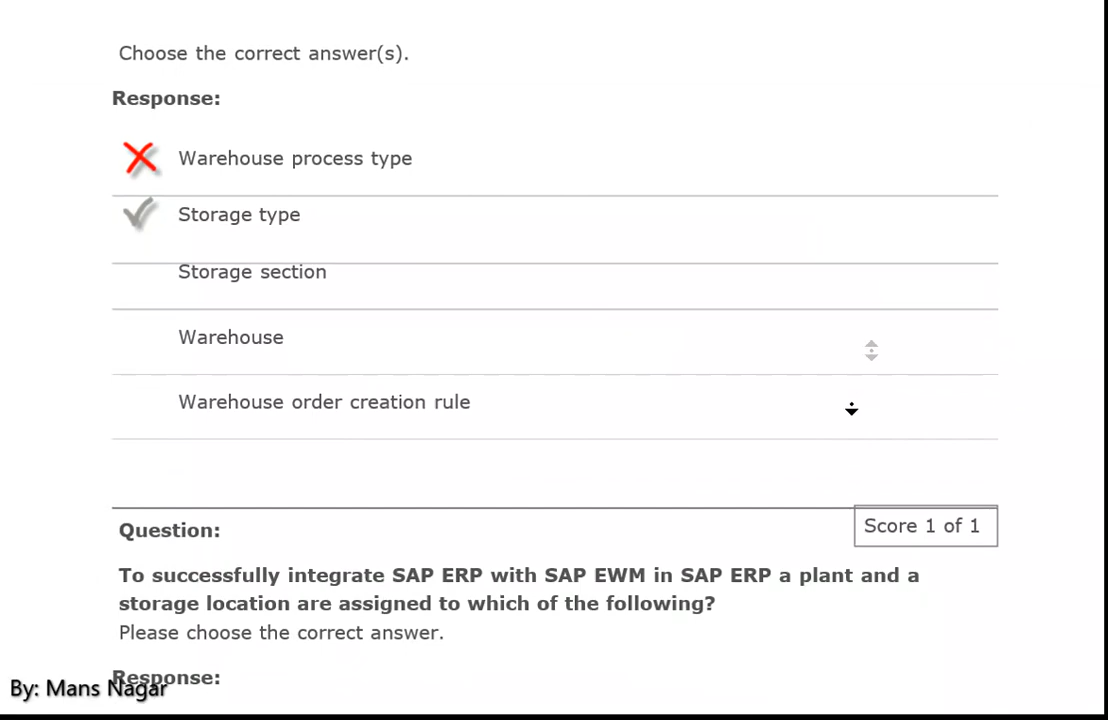 Choose the correct answer(s).
Response:
Warehouse process type
Storage type
Storage section
Warehouse
Warehouse order creation rule
Score 1 of 1
Question:
To successfully integrate SAP ERP with SAP EWM in SAP ERP a plant and a
storage location are assigned to which of the following?
Please choose the correct answer.
Response:
By: Mans Nagar